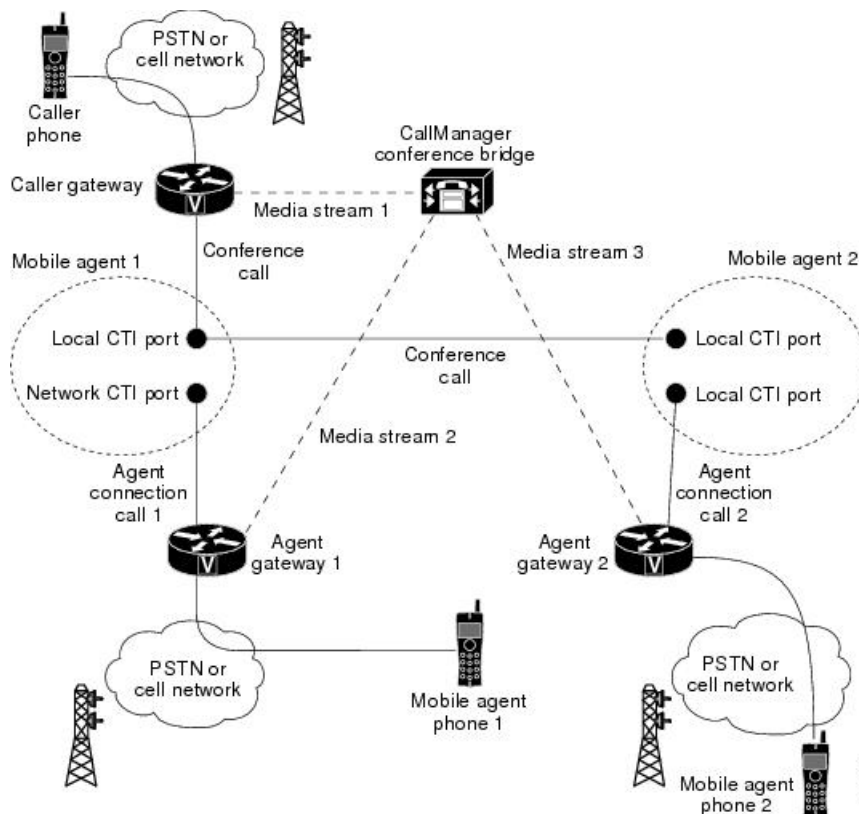 PSTN or
cell network
Caller
phone
CallManager
conference bridge
Caller gateway
V
Media stream 1
Conference
call
Media stream 3
Mobile agent 1
Mobile agent 2
Local CTI port
Local CTI port
Conference
call
Network CTI port
Local CTI port
Media stream 2
Agent
connection
call 1
Agent
connection
call 2
V
Agent
gateway 1
Agent
gateway 2
V
PSTN or
cell network
Mobile agent
phone 1
PSTN or
cell network
Mobile agent
phone 2